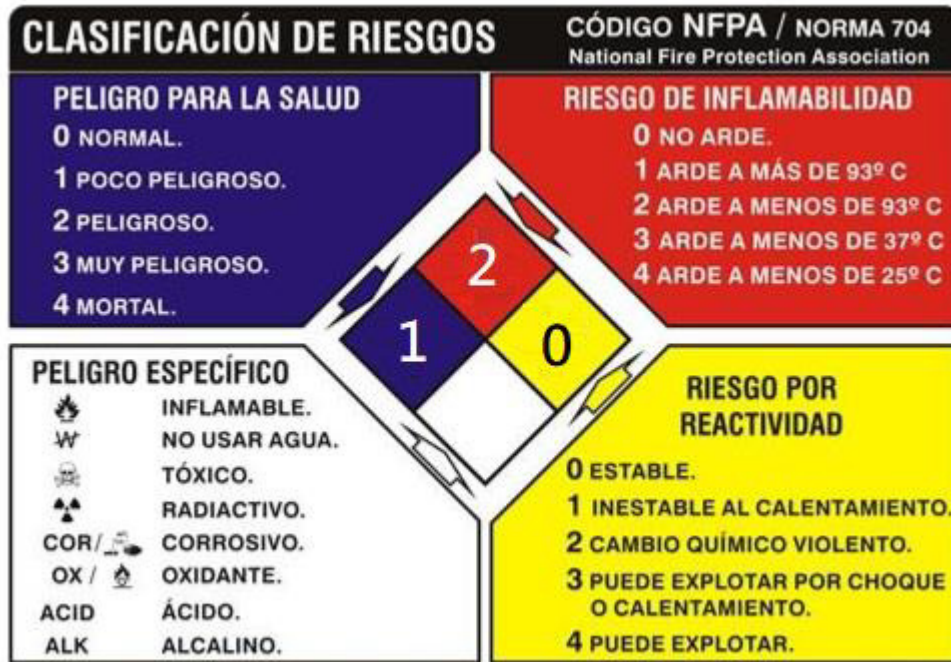 CLASIFICACIÓN DE RIESGOS
CÓDIGO NFPA / NORMA 704
National Fire Protection Association
PELIGRO PARA LA SALUD
0 NORMAL.
1 POCO PELIGROSO.
2 PELIGROSO.
3 MUY PELIGROSO.
4 MORTAL.
RIESGO DE INFLAMABILIDAD
0 NO ARDE.
1 ARDE A MÁS DE 93º C
2 ARDE A MENOS DE 93º C
3 ARDE A MENOS DE 37º C
4 ARDE A MENOS DE 25º C
2
1
0
PELIGRO ESPECÍFICO
INFLAMABLE.
W NO USAR AGUA.
TÓXICO.
RADIACTIVO.
COR/ CORROSIVO.
OX / OXIDANTE.
ACID ÁCIDO.
ALK ALCALINO.
RIESGO POR
REACTIVIDAD
0 ESTABLE.
1 INESTABLE AL CALENTAMIENTO.
2 CAMBIO QUÍMICO VIOLENTO.
3 PUEDE EXPLOTAR POR CHOQUE
O CALENTAMIENTO.
4 PUEDE EXPLOTAR.